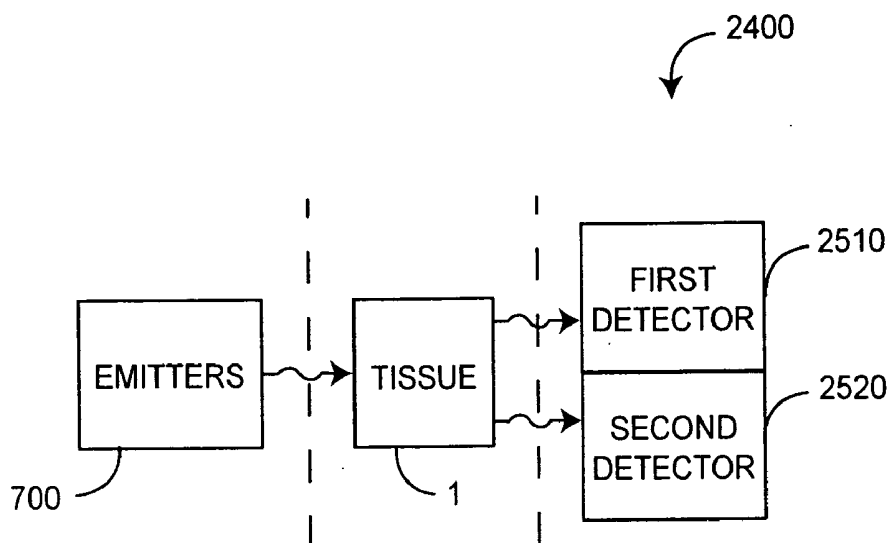 2400
2510
FIRST
DETECTOR
EMITTERS
TISSUE
2520
SECOND
DETECTOR
700
1